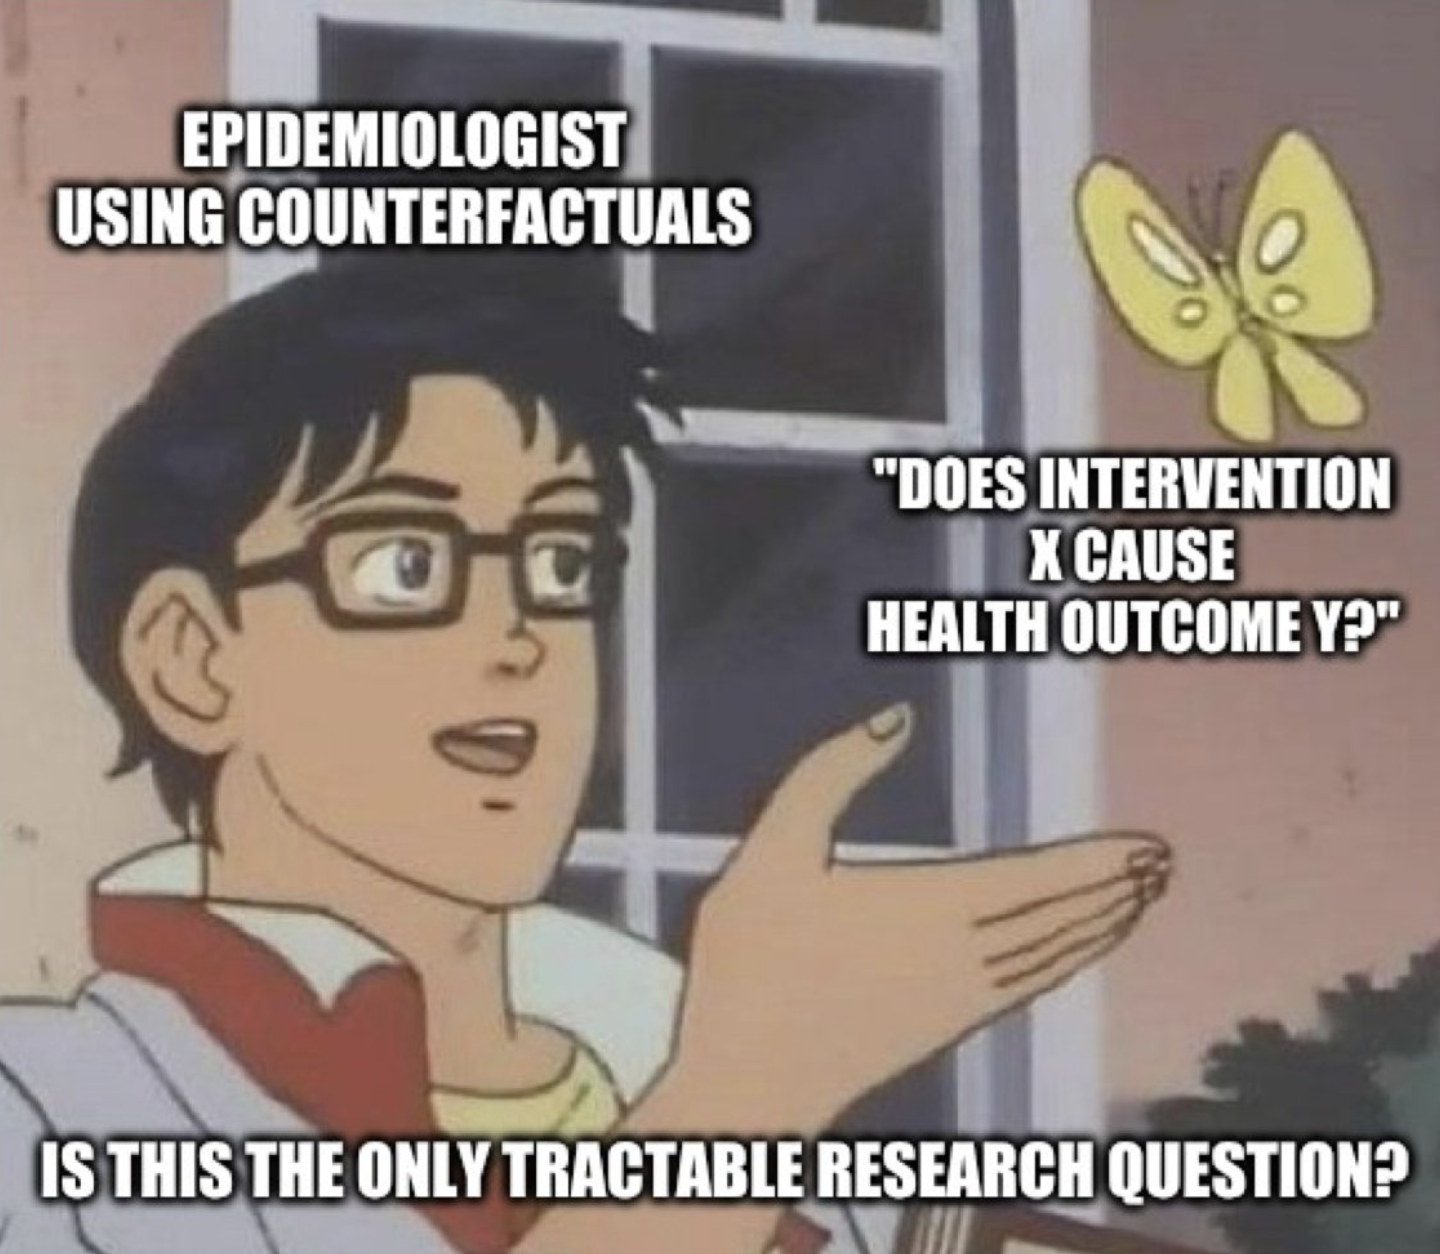 EPIDEMIOLOGIST
USING COUNTERFACTUALS
"DOES INTERVENTION
X CAUSE
HEALTH OUTCOME Y?"
IS THIS THE ONLY TRACTABLE RESEARCH QUESTION?